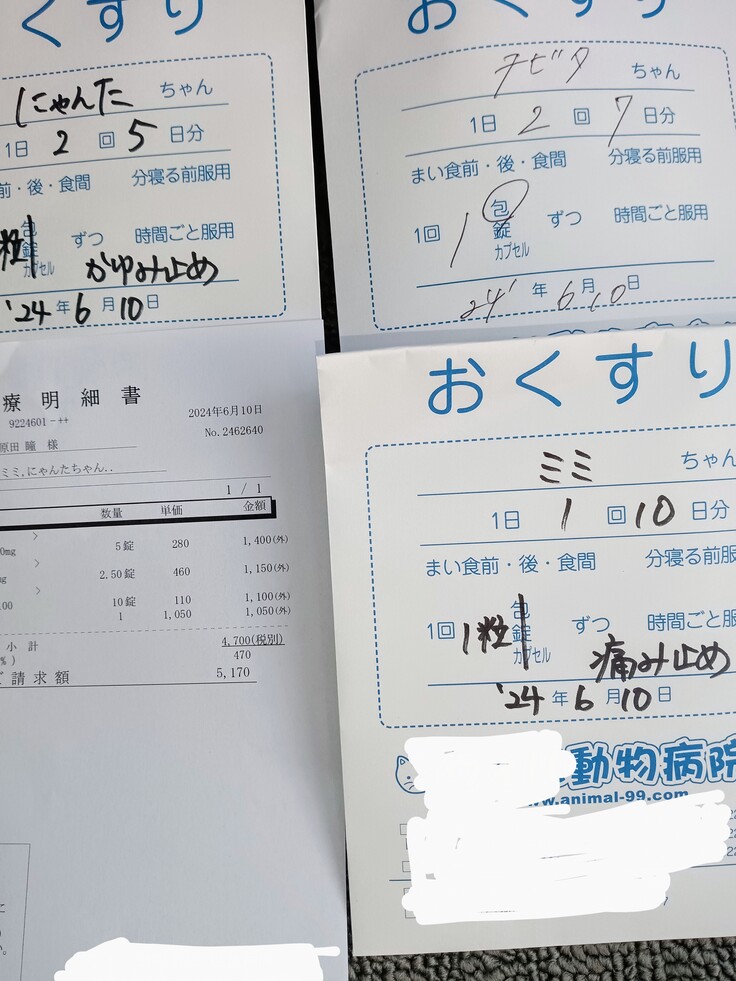 くすり
にゃんた ちゃん
1日 2 回 5 日分
前・後・食間 分寝る前服用
粒 包 錠 カプセル ずつ 時間ごと服用
かゆみ止め
'24 年 6 月 10 日
おくすり
チビタ ちゃん
1日 2 回 7 日分
まい食前・後・食間 分寝る前服用
1回 1 包 錠 カプセル ずつ 時間ごと服用
24' 年 6 月 10 日
療明細書
9224601-++
2024年6月10日
No.2462640
原田 瞳 様
ミミ,にゃんたちゃん..
1 / 1
数量 単価 金額
0mg 5錠 280 1,400(外)
mg 2.50錠 460 1,150(外)
100 10錠 110 1,100(外)
1 1,050 1,050(外)
小計 4,700(税別)
%) 470
ご請求額 5,170
おくすり
ミミ ちゃん
1日 1 回 10 日分
まい食前・後・食間 分寝る前服
1回 1粒 包 錠 カプセル ずつ 時間ごと服
痛み止め
'24 年 6 月 10 日
動物病院
www.animal-99.com